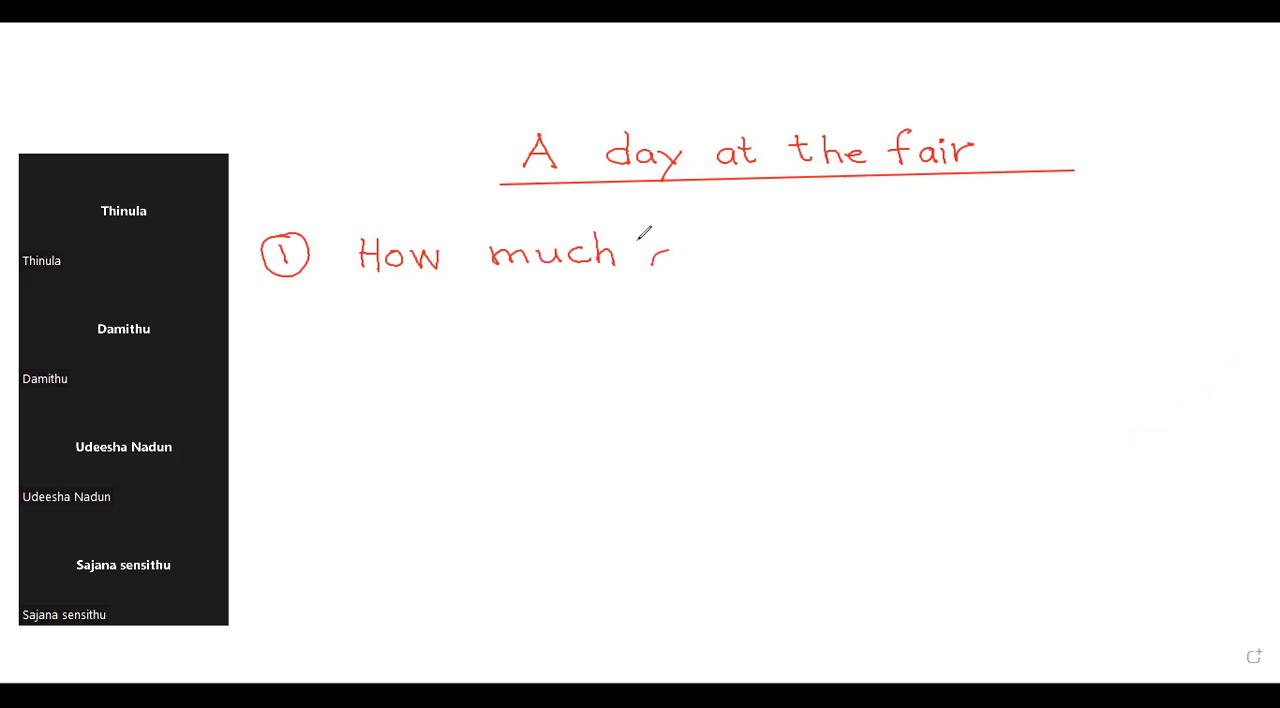 A day at the fair
Thinula
Thinula
① How much
Damithu
Damithu
Udeesha Nadun
Udeesha Nadun
Sajana sensithu
Sajana sensithu